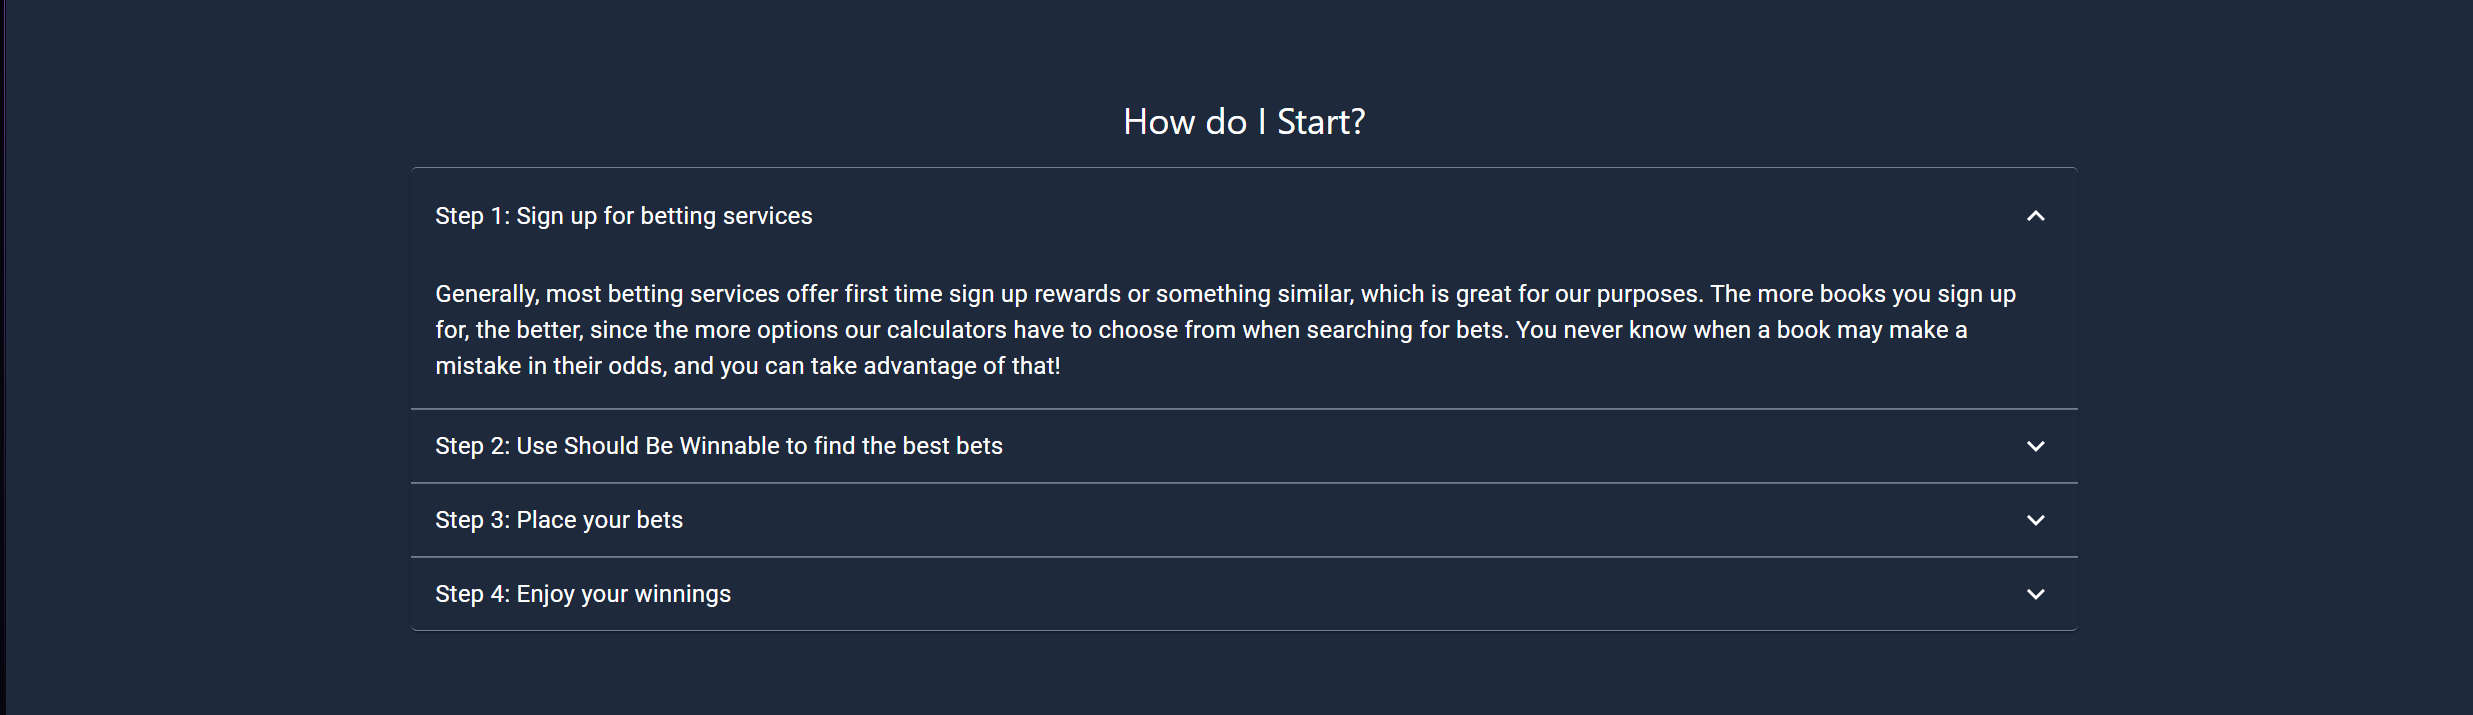 How do I Start?
Step 1: Sign up for betting services
Generally, most betting services offer first time sign up rewards or something similar, which is great for our purposes. The more books you sign up
for, the better, since the more options our calculators have to choose from when searching for bets. You never know when a book may make a
mistake in their odds, and you can take advantage of that!
Step 2: Use Should Be Winnable to find the best bets
Step 3: Place your bets
Step 4: Enjoy your winnings